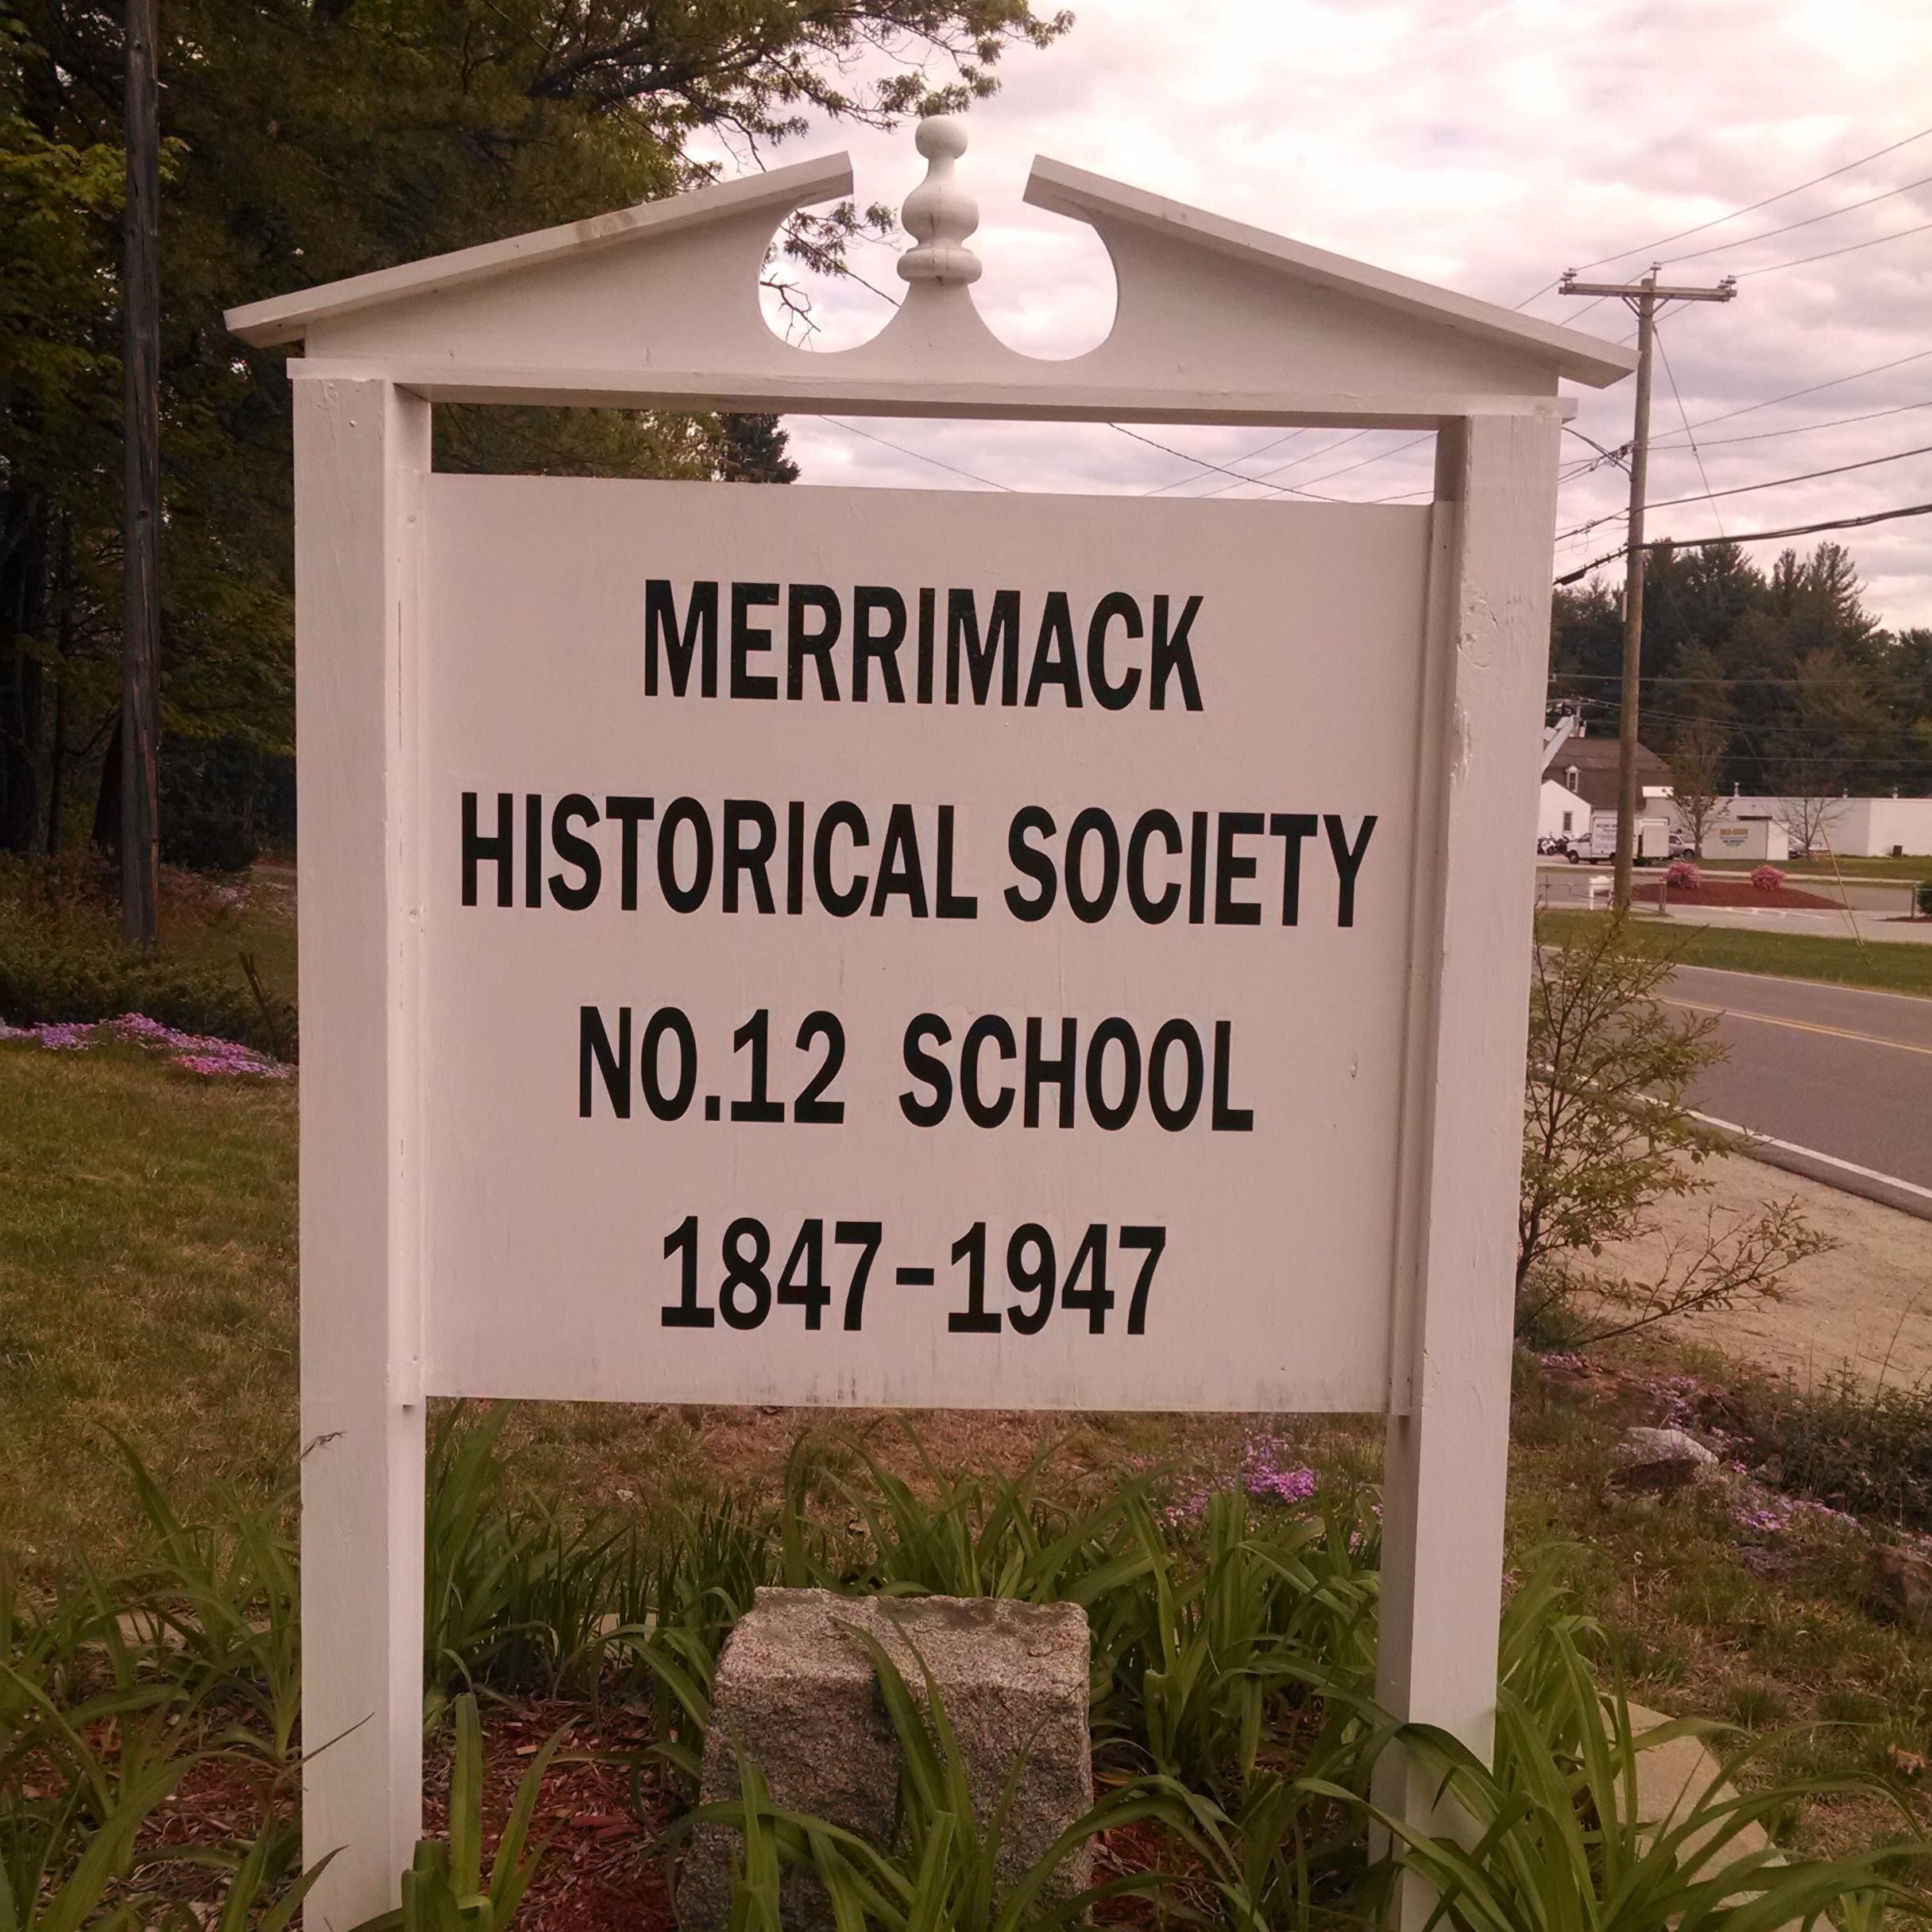 MERRIMACK
HISTORICAL SOCIETY
NO.12 SCHOOL
1847-1947